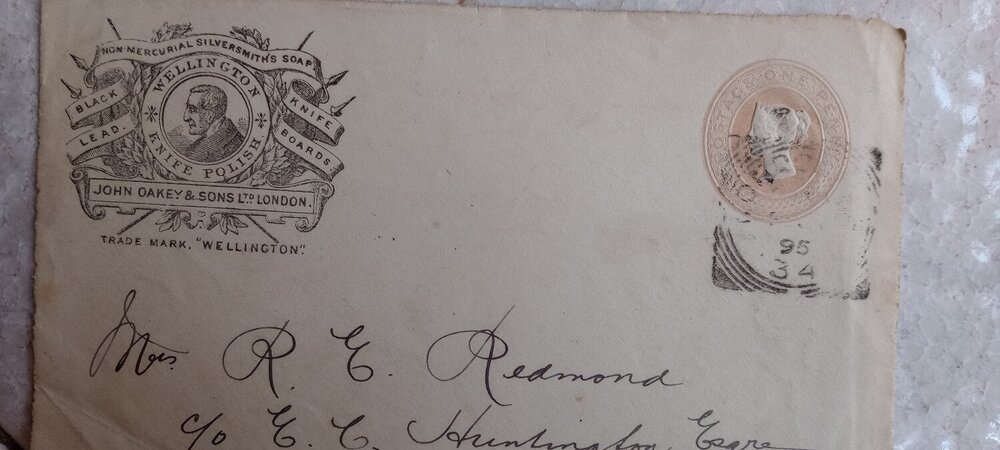 NON-MERCURIAL SILVERSMITH'S SOAP
BLACK LEAD.
WELLINGTON KNIFE POLISH.
KNIFE BOARDS
JOHN OAKEY & SONS LTD LONDON.
TRADE MARK. "WELLINGTON".
POSTAGE ONE PENNY
95
34
Mrs. R. E. Redmond
c/o E. C. Huntington Esqre